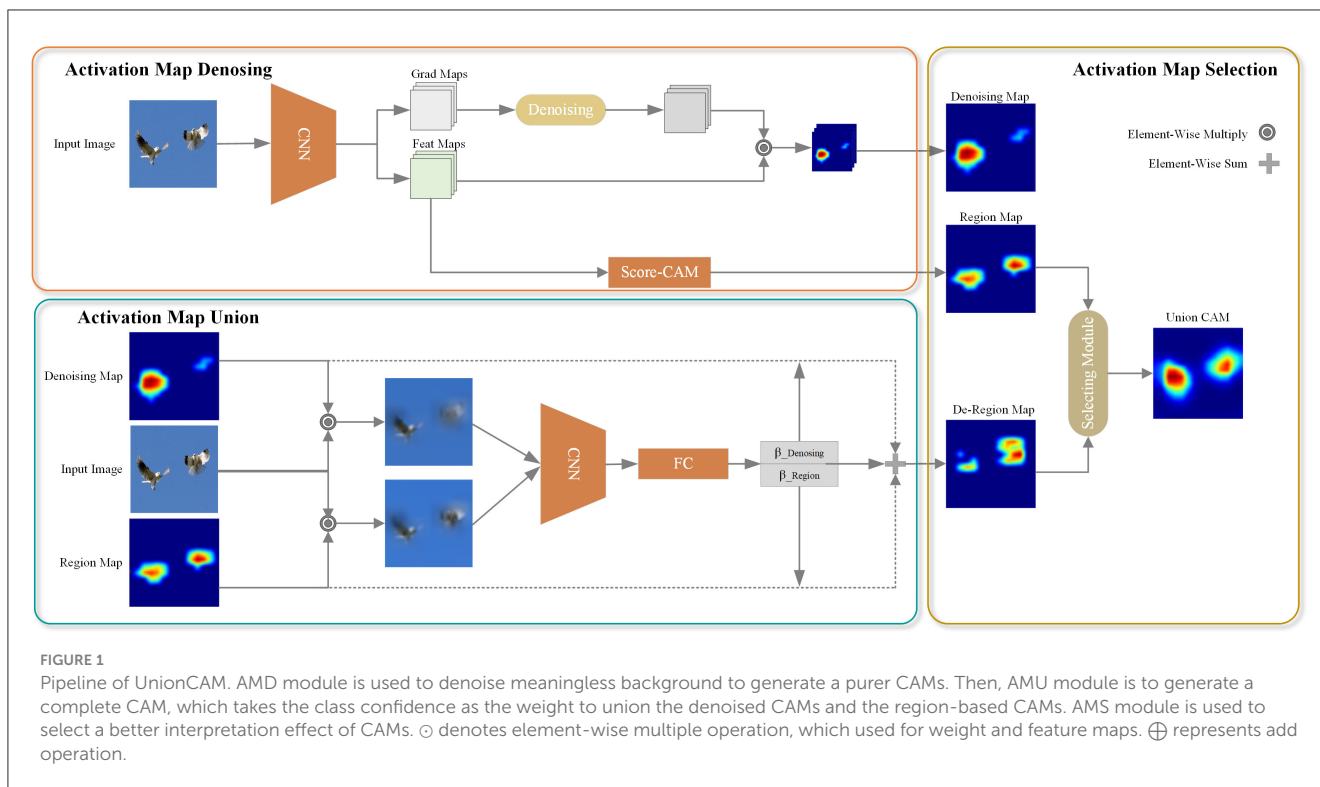 Activation Map Denosing
Input Image
CNN
Grad Maps
Denoising
Feat Maps
Score-CAM
Activation Map Union
Denoising Map
Input Image
Region Map
CNN
FC
β_Denosing
β_Region
Activation Map Selection
Denoising Map
Element-Wise Multiply
Element-Wise Sum
Region Map
Selecting Module
Union CAM
De-Region Map
FIGURE 1
Pipeline of UnionCAM. AMD module is used to denoise meaningless background to generate a purer CAMs. Then, AMU module is to generate a
complete CAM, which takes the class confidence as the weight to union the denoised CAMs and the region-based CAMs. AMS module is used to
select a better interpretation effect of CAMs. ⊙ denotes element-wise multiple operation, which used for weight and feature maps. ⨁ represents add
operation.